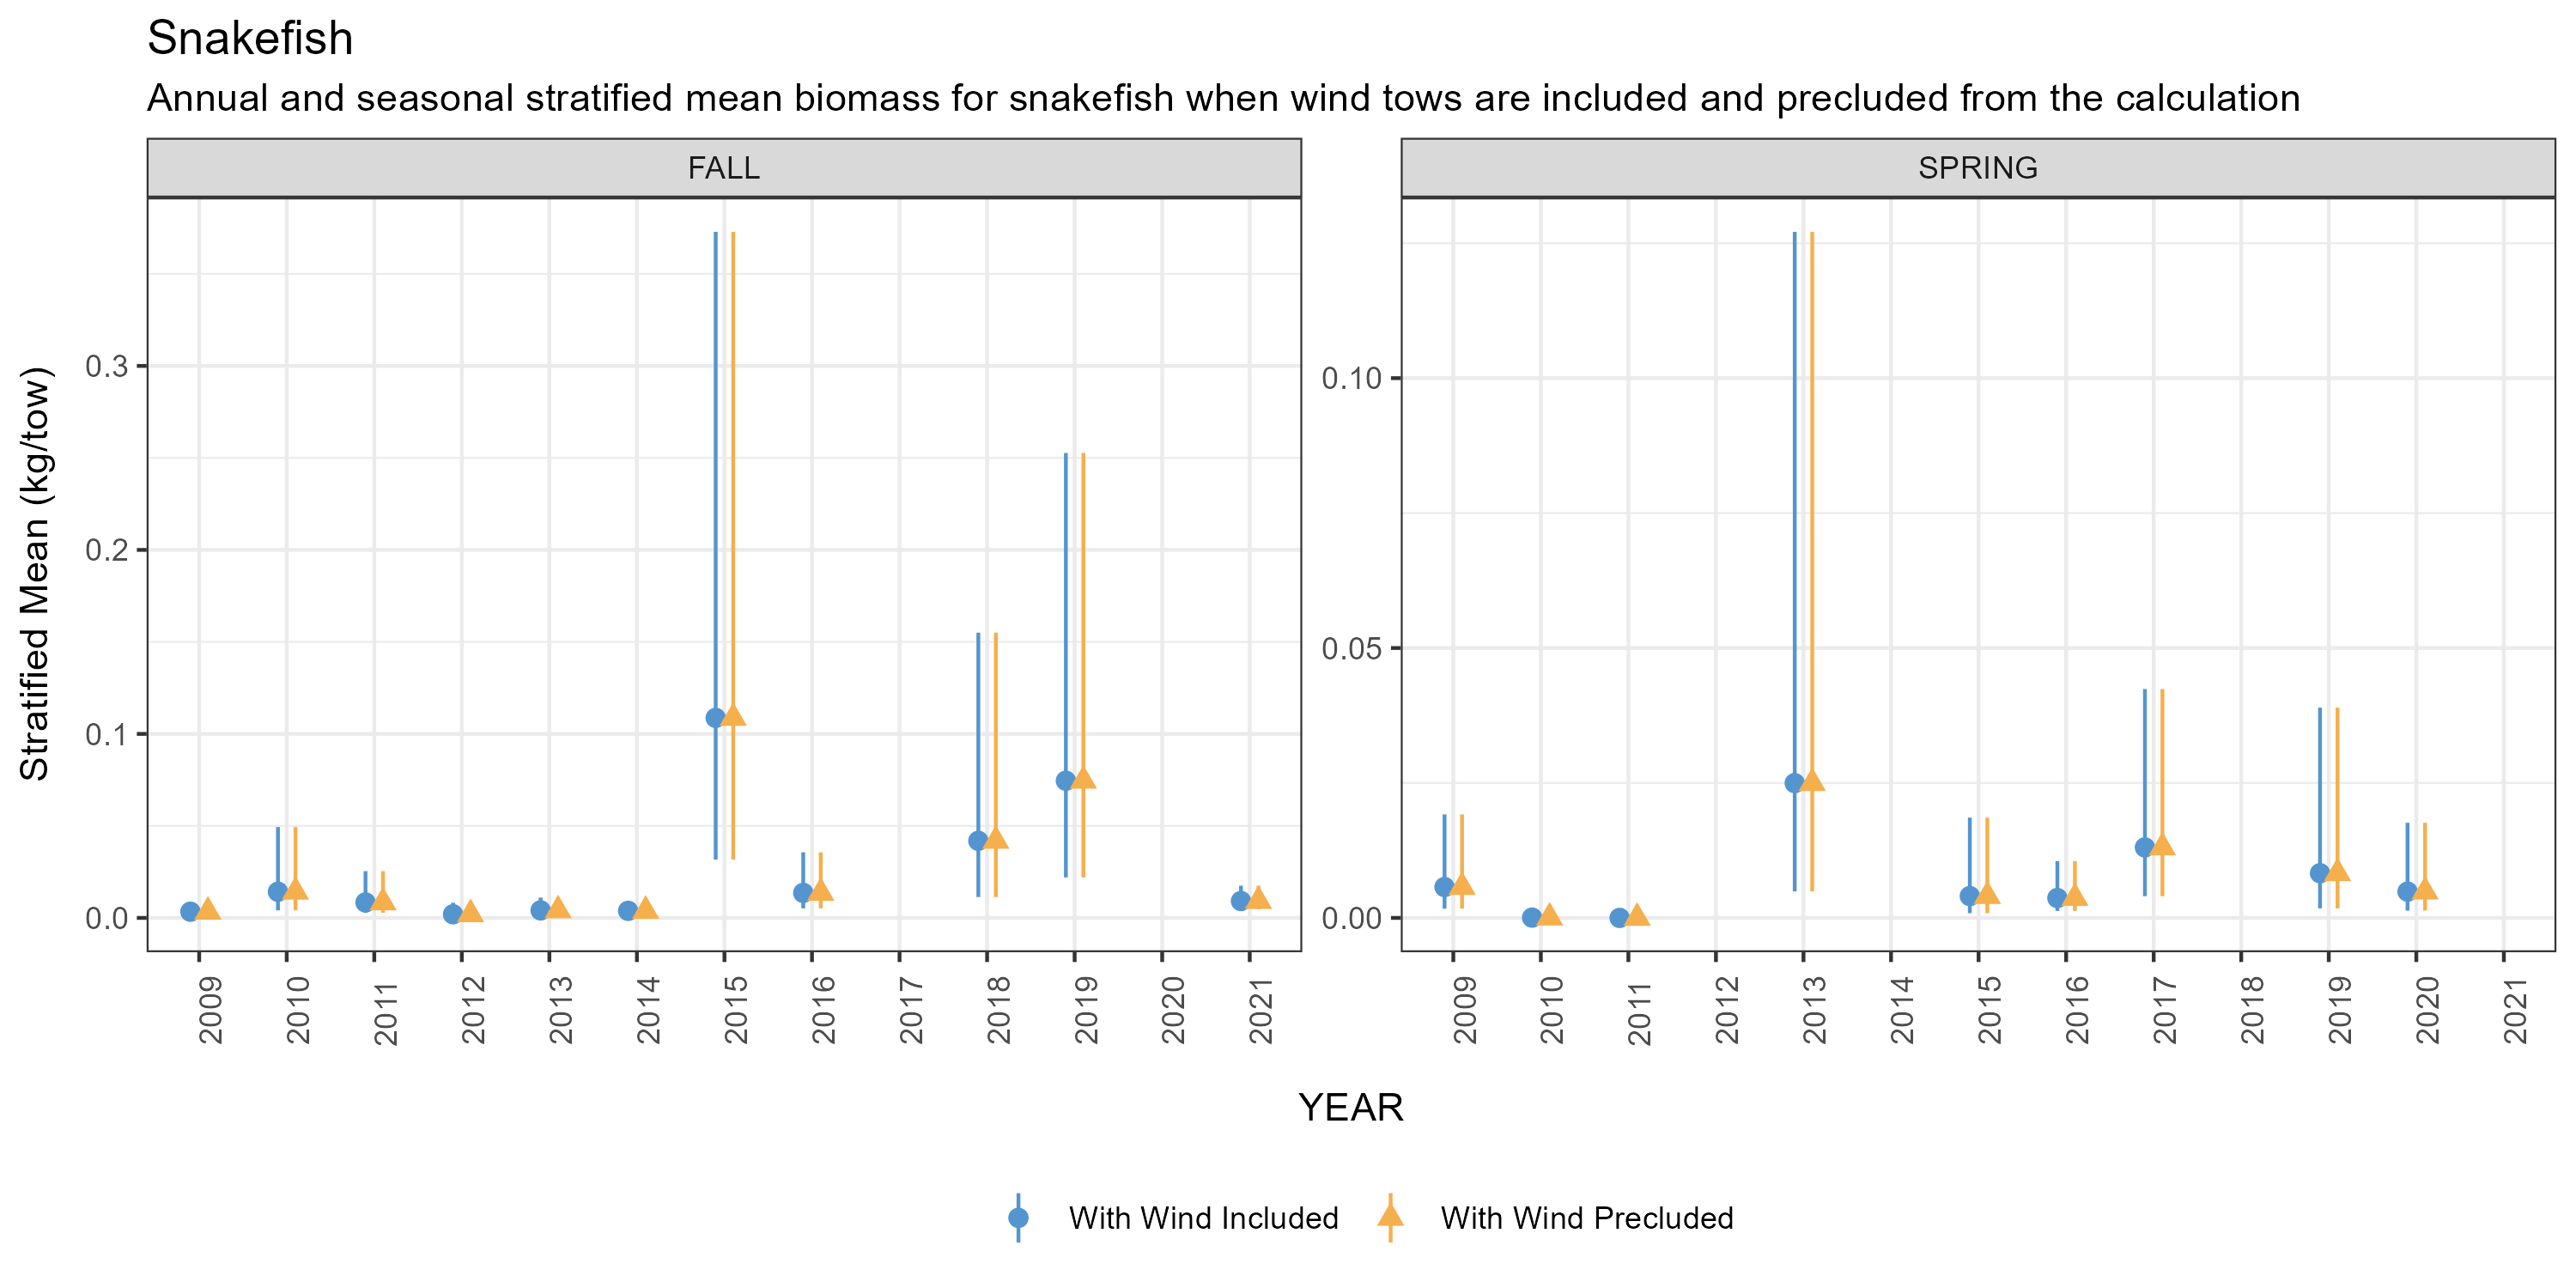 Snakefish
Annual and seasonal stratified mean biomass for snakefish when wind tows are included and precluded from the calculation
FALL
SPRING
Stratified Mean (kg/tow)
0.3
0.2
0.1
0.0
0.10
0.05
0.00
2009 2010 2011 2012 2013 2014 2015 2016 2017 2018 2019 2020 2021
2009 2010 2011 2012 2013 2014 2015 2016 2017 2018 2019 2020 2021
YEAR
With Wind Included
With Wind Precluded